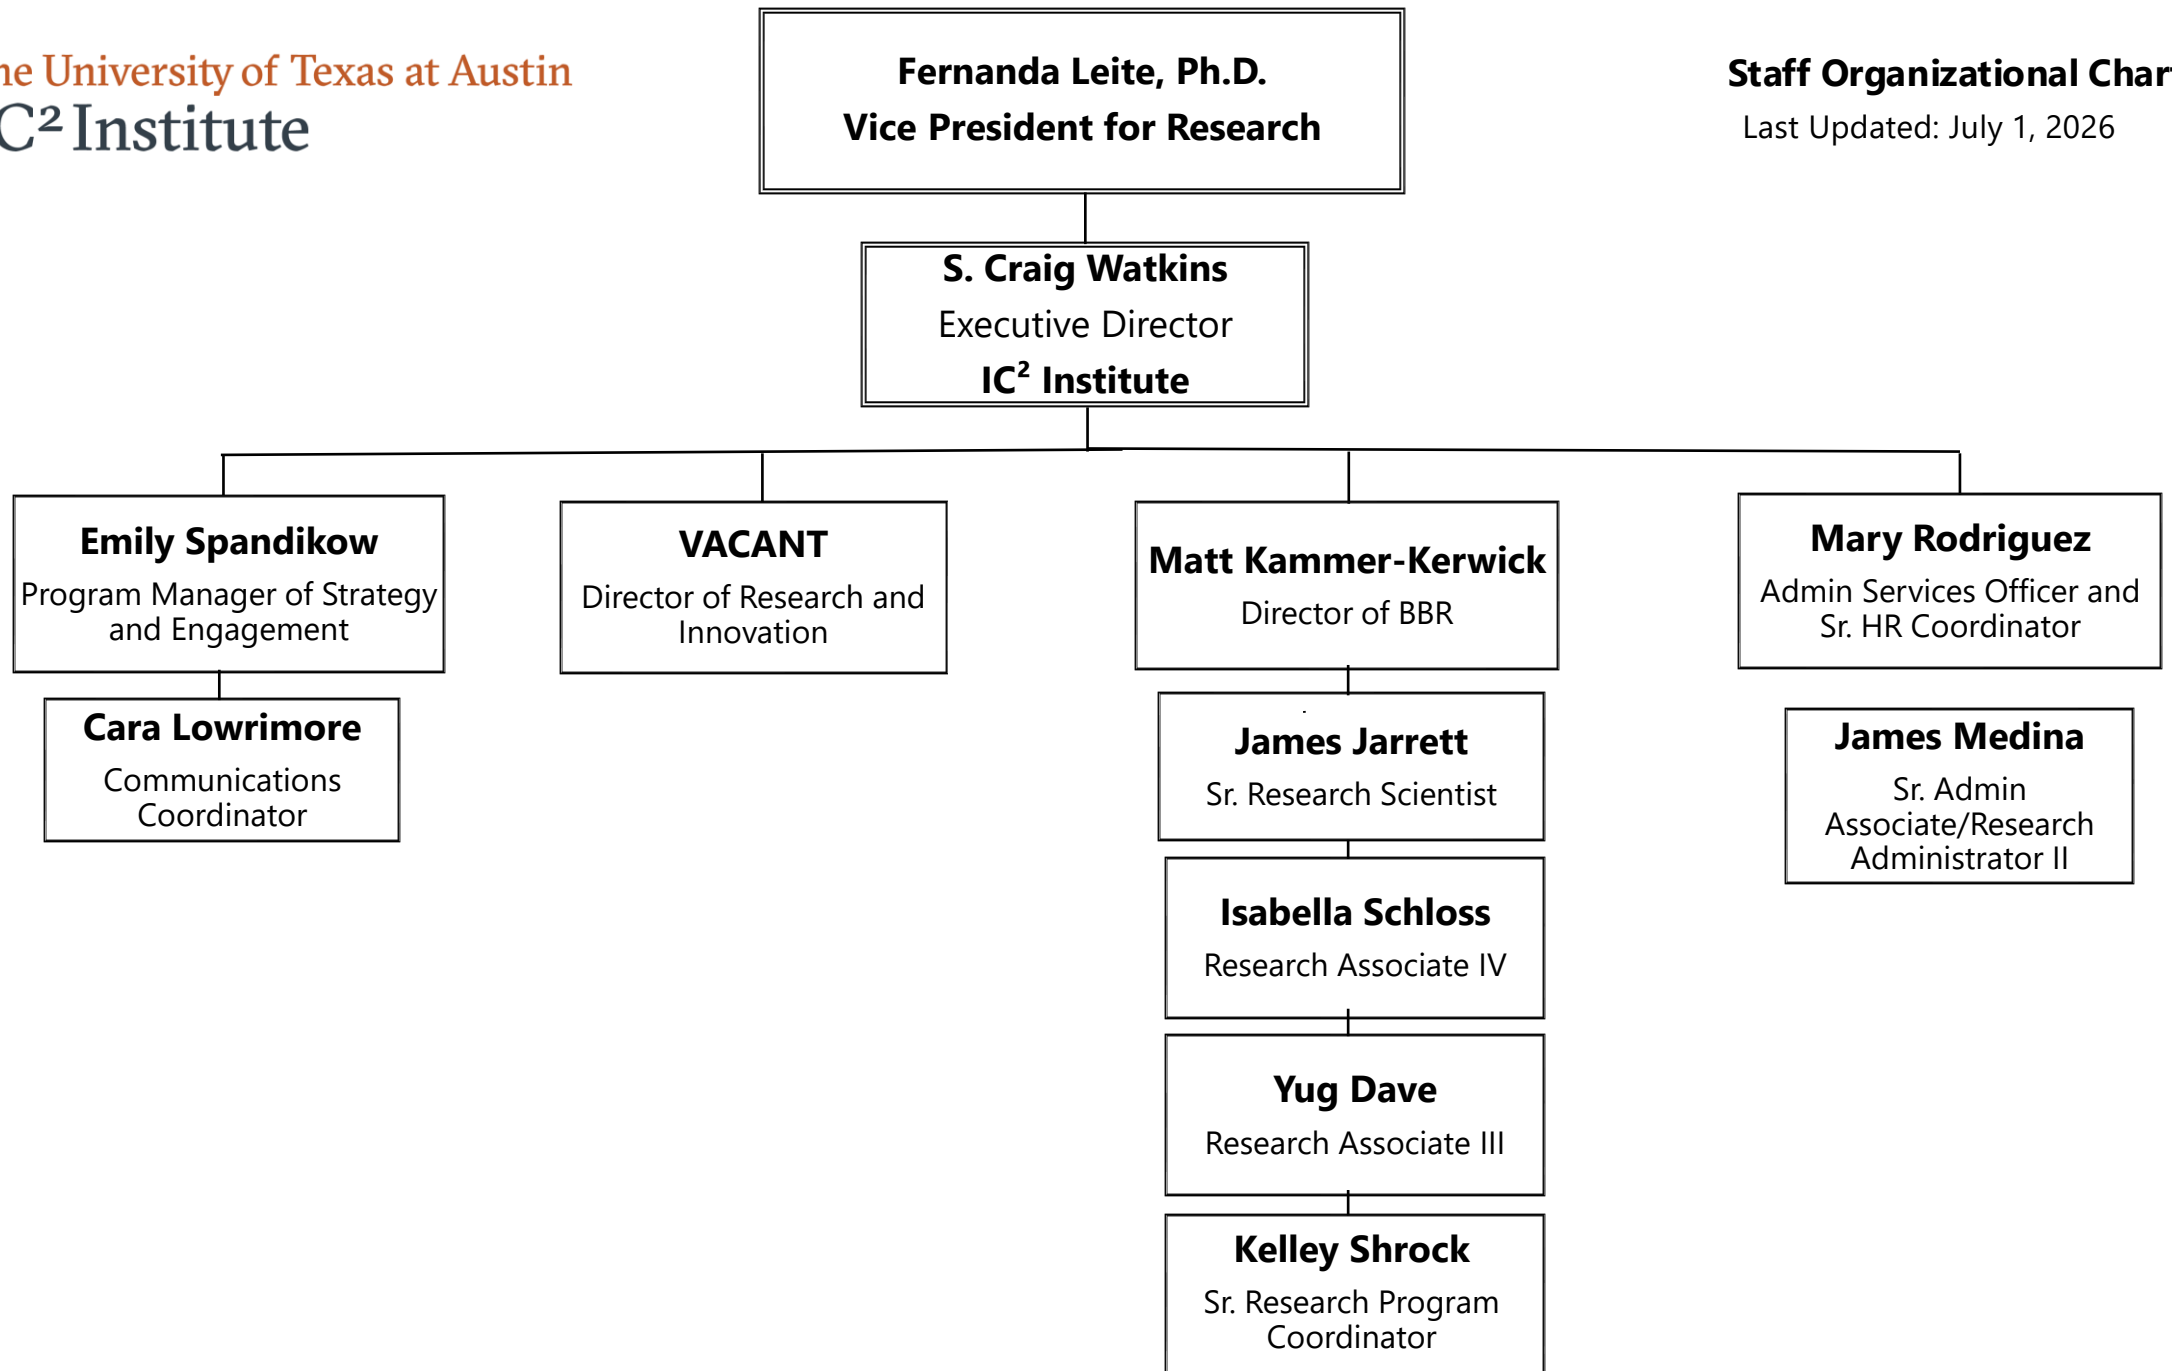 he University of Texas at Austin
C² Institute
Fernanda Leite, Ph.D.
Vice President for Research
Staff Organizational Char
Last Updated: July 1, 2026
S. Craig Watkins
Executive Director
IC² Institute
Emily Spandikow
Program Manager of Strategy
and Engagement
VACANT
Director of Research and
Innovation
Matt Kammer-Kerwick
Director of BBR
Mary Rodriguez
Admin Services Officer and
Sr. HR Coordinator
Cara Lowrimore
Communications
Coordinator
James Jarrett
Sr. Research Scientist
James Medina
Sr. Admin
Associate/Research
Administrator II
Isabella Schloss
Research Associate IV
Yug Dave
Research Associate III
Kelley Shrock
Sr. Research Program
Coordinator